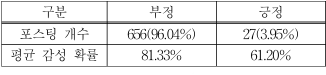 구분 부정 긍정
포스팅 개수 656(96.04%) 27(3.95%)
평균 감성 확률 81.33% 61.20%